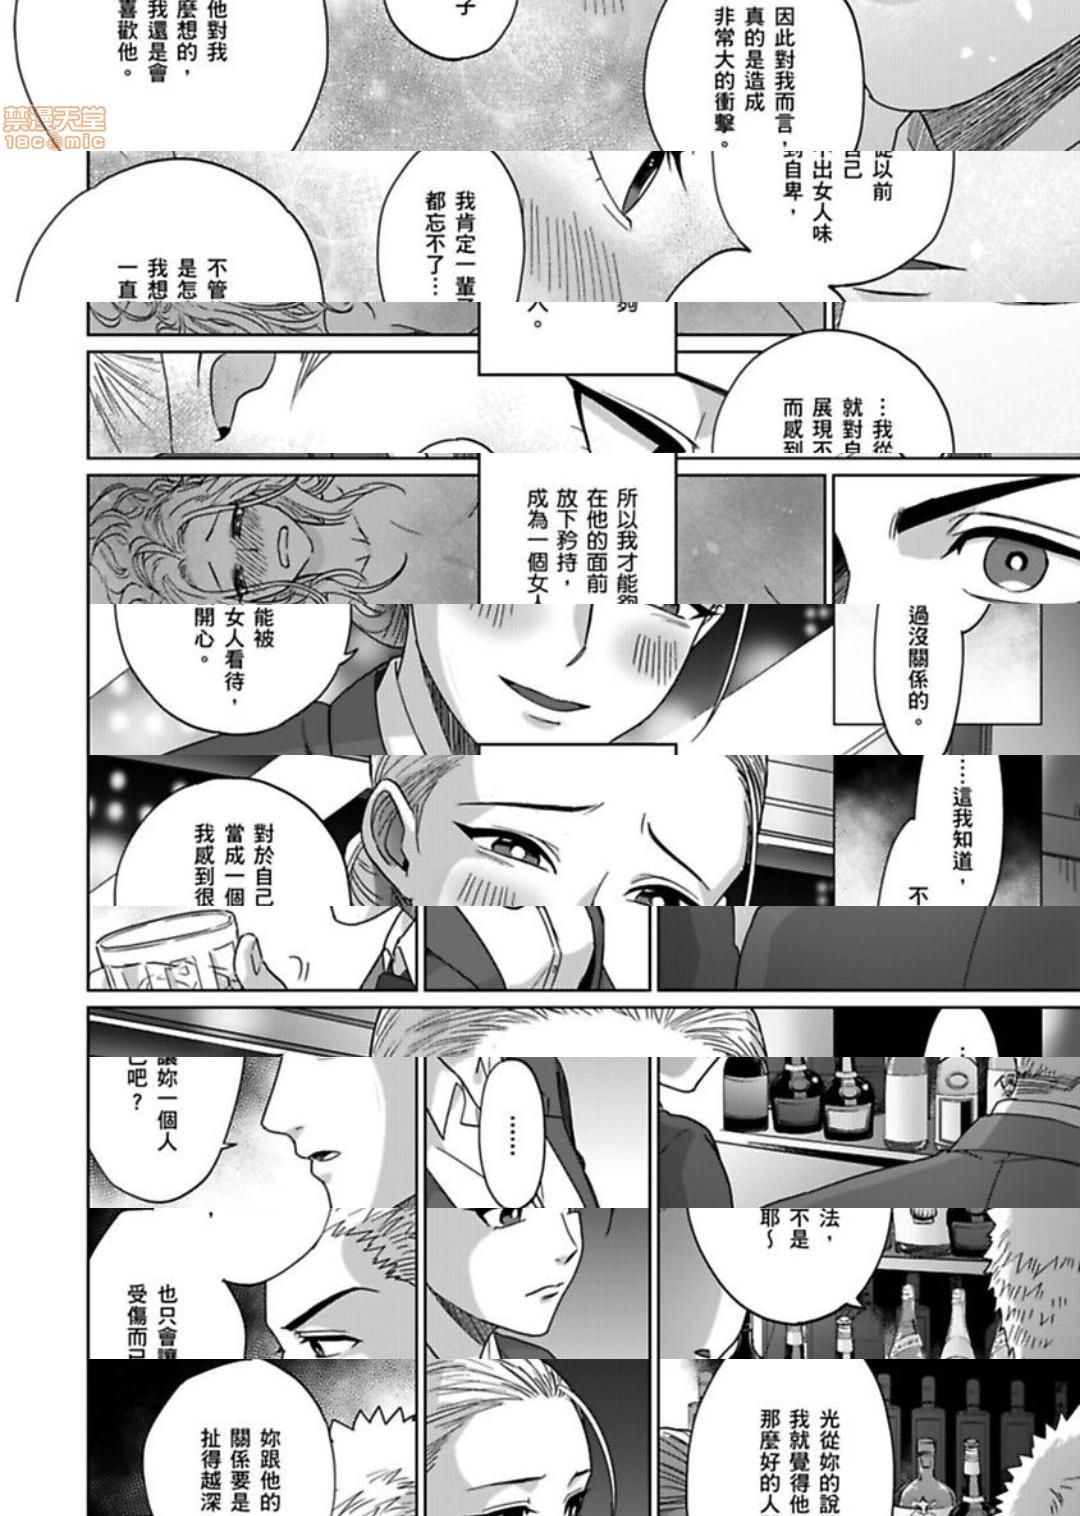 因此對我而言，
真的是造成
非常大的衝擊。
子
他對我
麼想的，
我還是會
喜歡他。
禁漫天堂
18comic
從以前
自己
不出女人味
到自卑，
我肯定一輩
都忘不了…
不管
是怎
我想
一直
人。
…我從
就對自
展現不
而感到
所以我才能夠
在他的面前
放下矜持，
成為一個女人
過沒關係的。
能被
女人看待，
開心。
……這我知道，
不
對於自己
當成一個
我感到很
…
……
讓妳一個人
已吧？
法，
不是
耶～
，
也只會讓
受傷而已
光從妳的說
我就覺得他
那麼好的人
妳跟他的
關係要是
扯得越深